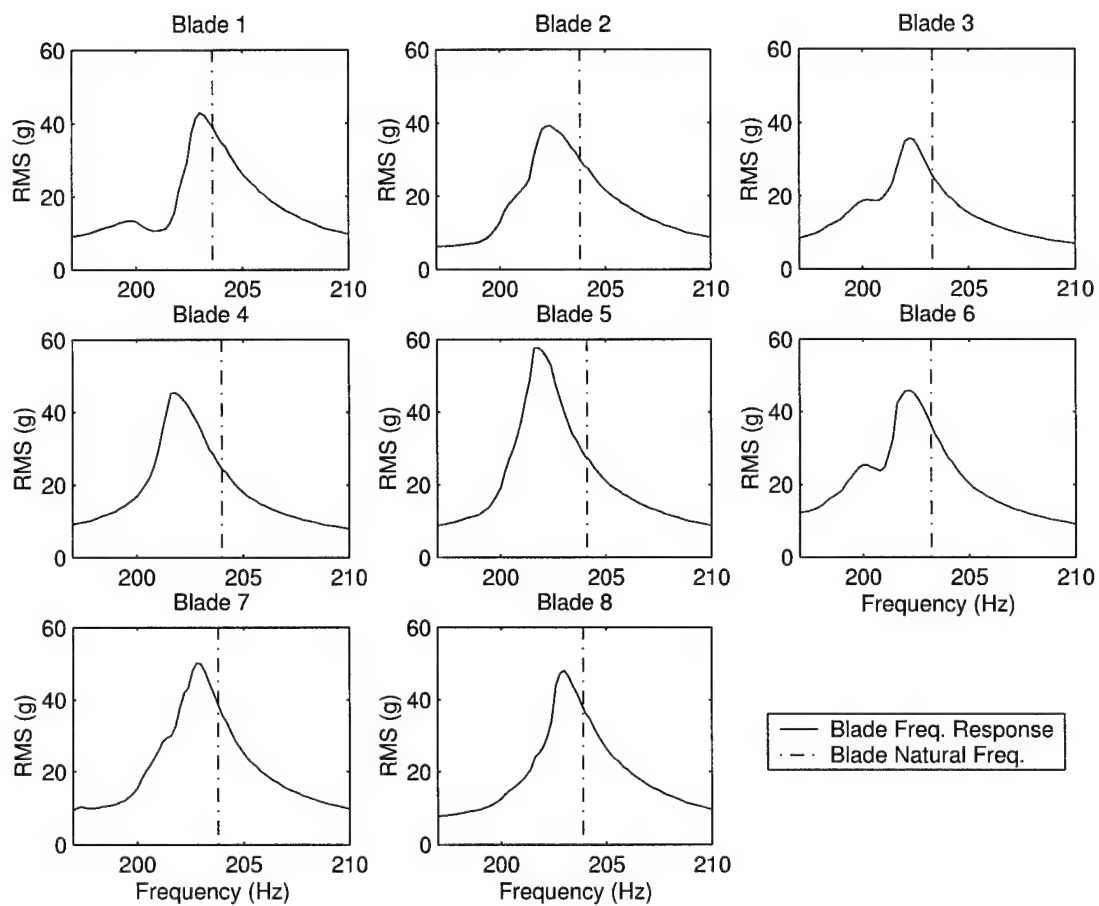 Blade 1
Blade 2
Blade 3
60
40
20
0
RMS (g)
200
205
210
60
40
20
0
RMS (g)
200
205
210
60
40
20
0
RMS (g)
200
205
210
Blade 4
Blade 5
Blade 6
60
40
20
0
RMS (g)
200
205
210
60
40
20
0
RMS (g)
200
205
210
60
40
20
0
RMS (g)
200
205
210
Frequency (Hz)
Blade 7
Blade 8
60
40
20
0
RMS (g)
200
205
210
Frequency (Hz)
60
40
20
0
RMS (g)
200
205
210
Frequency (Hz)
Blade Freq. Response
Blade Natural Freq.